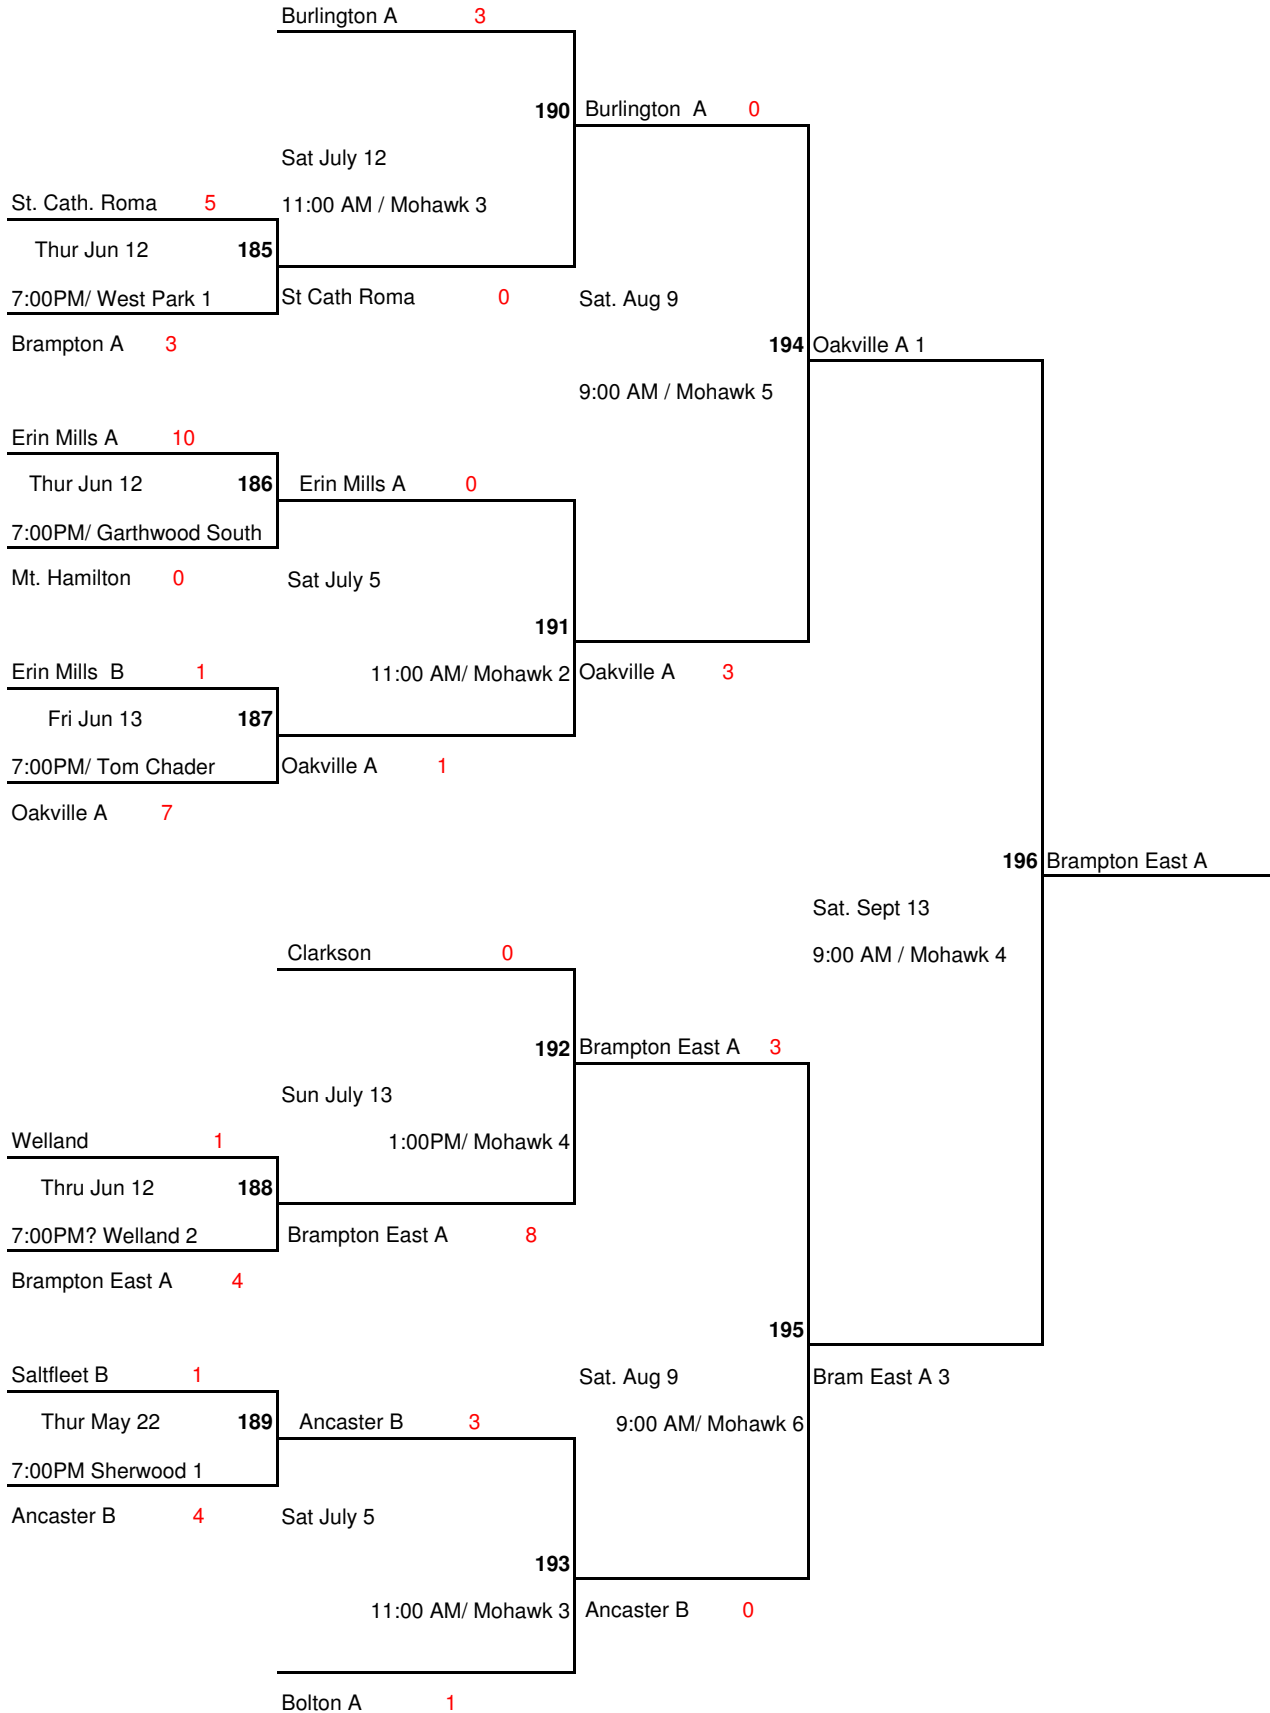 Burlington A 3
190 Burlington  A 0
Sat July 12
St. Cath. Roma 5 11:00 AM / Mohawk 3
Thur Jun 12 185
7:00PM/ West Park 1 St Cath Roma 0 Sat. Aug 9
Brampton A 3 194 Oakville A 1
9:00 AM / Mohawk 5
Erin Mills A 10
Thur Jun 12 186 Erin Mills A 0
7:00PM/ Garthwood South
Mt. Hamilton 0 Sat July 5
191
Erin Mills  B 1 11:00 AM/ Mohawk 2 Oakville A 3
Fri Jun 13 187
7:00PM/ Tom Chader Oakville A 1
Oakville A 7
196 Brampton East A
Sat. Sept 13
Clarkson 0 9:00 AM / Mohawk 4
192 Brampton East A 3
Sun July 13
Welland 1 1:00PM/ Mohawk 4
Thru Jun 12 188
7:00PM? Welland 2 Brampton East A 8
Brampton East A 4
195
Saltfleet B 1 Sat. Aug 9 Bram East A 3
Thur May 22 189 Ancaster B 3 9:00 AM/ Mohawk 6
7:00PM Sherwood 1
Ancaster B 4 Sat July 5
193
11:00 AM/ Mohawk 3 Ancaster B 0
Bolton A 1